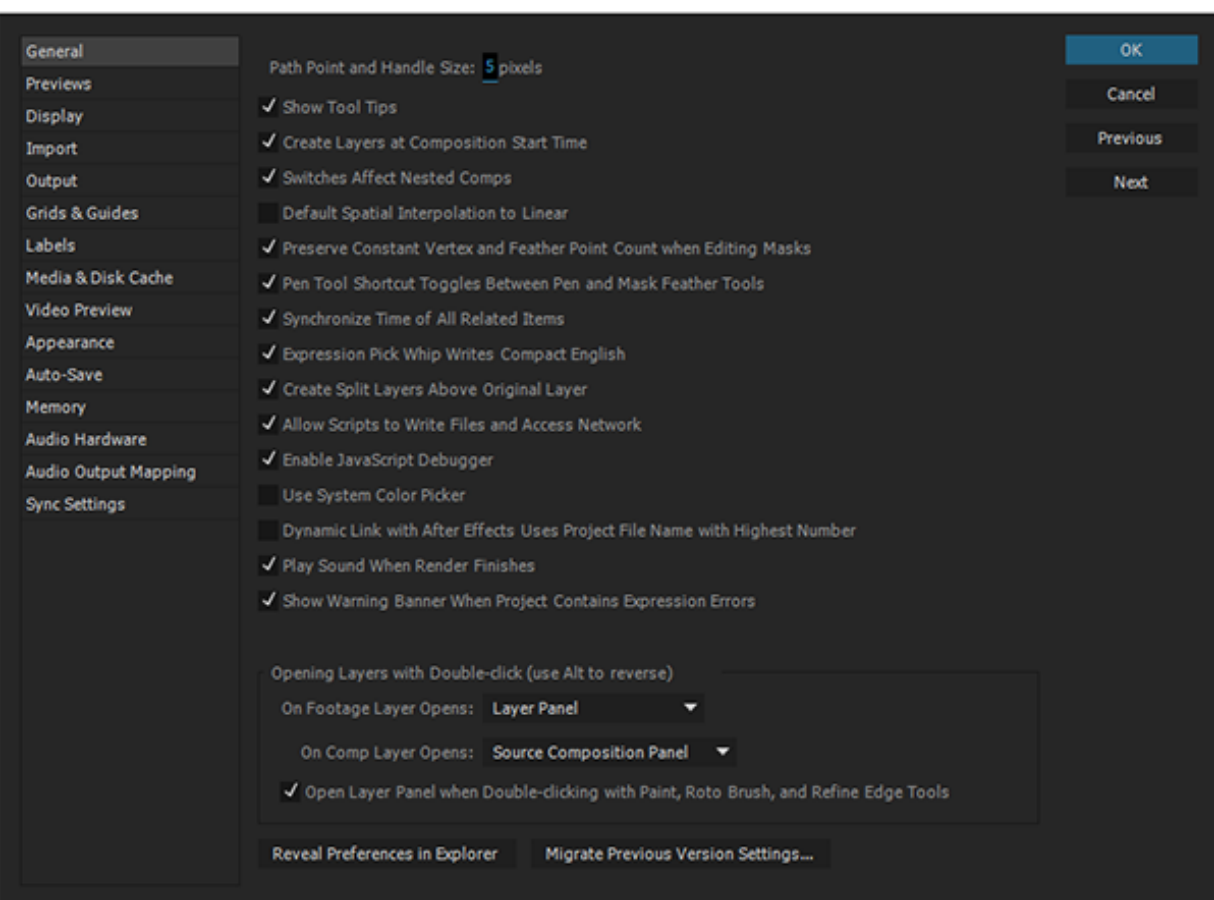 General
Previews
Display
Import
Output
Grids & Guides
Labels
Media & Disk Cache
Video Preview
Appearance
Auto-Save
Memory
Audio Hardware
Audio Output Mapping
Sync Settings
Path Point and Handle Size: 5 pixels
Show Tool Tips
Create Layers at Composition Start Time
Switches Affect Nested Comps
Default Spatial Interpolation to Linear
Preserve Constant Vertex and Feather Point Count when Editing Masks
Pen Tool Shortcut Toggles Between Pen and Mask Feather Tools
Synchronize Time of All Related Items
Expression Pick Whip Writes Compact English
Create Split Layers Above Original Layer
Allow Scripts to Write Files and Access Network
Enable JavaScript Debugger
Use System Color Picker
Dynamic Link with After Effects Uses Project File Name with Highest Number
Play Sound When Render Finishes
Show Warning Banner When Project Contains Expression Errors
Opening Layers with Double-click (use Alt to reverse)
On Footage Layer Opens: Layer Panel
On Comp Layer Opens: Source Composition Panel
Open Layer Panel when Double-clicking with Paint, Roto Brush, and Refine Edge Tools
Reveal Preferences in Explorer
Migrate Previous Version Settings...
OK
Cancel
Previous
Next